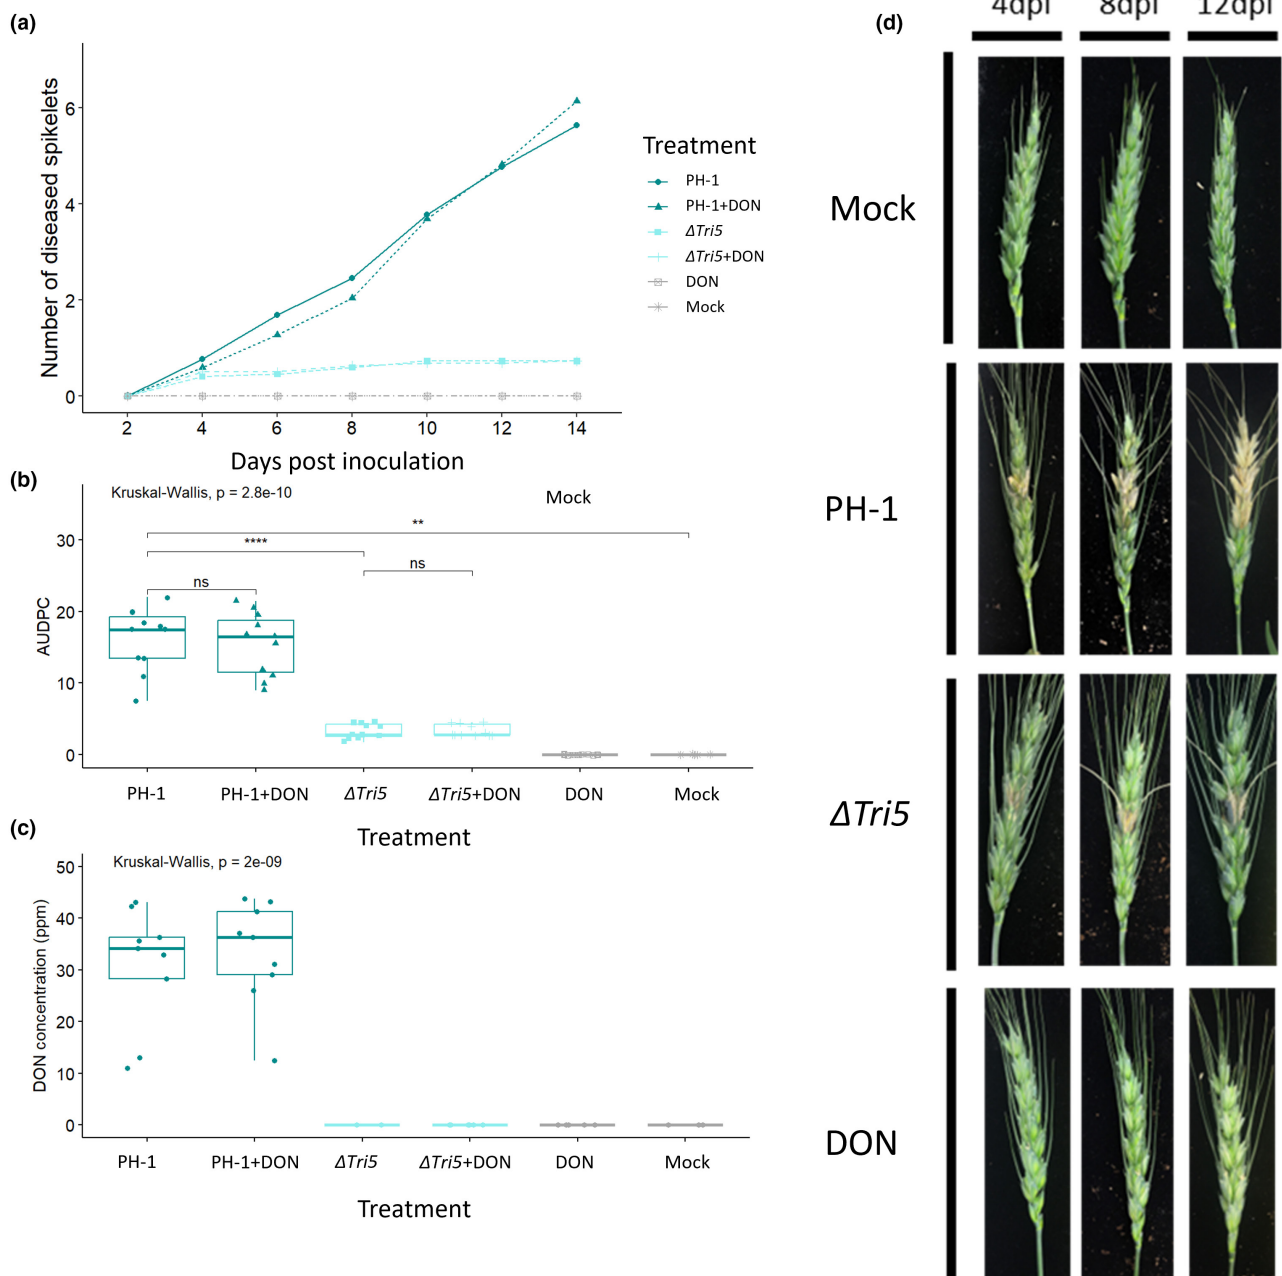 (a)
Number of diseased spikelets
6
4
2
0
2 4 6 8 10 12 14
Days post inoculation
Treatment
PH-1
PH-1+DON
ΔTri5
ΔTri5+DON
DON
Mock
(b)
Kruskal-Wallis, p = 2.8e-10
Mock
**
****
ns
ns
AUDPC
30
20
10
0
PH-1 PH-1+DON ΔTri5 ΔTri5+DON DON Mock
Treatment
(c)
Kruskal-Wallis, p = 2e-09
DON concentration (ppm)
50
40
30
20
10
0
PH-1 PH-1+DON ΔTri5 ΔTri5+DON DON Mock
Treatment
(d)
4dpi 8dpi 12dpi
Mock
PH-1
ΔTri5
DON